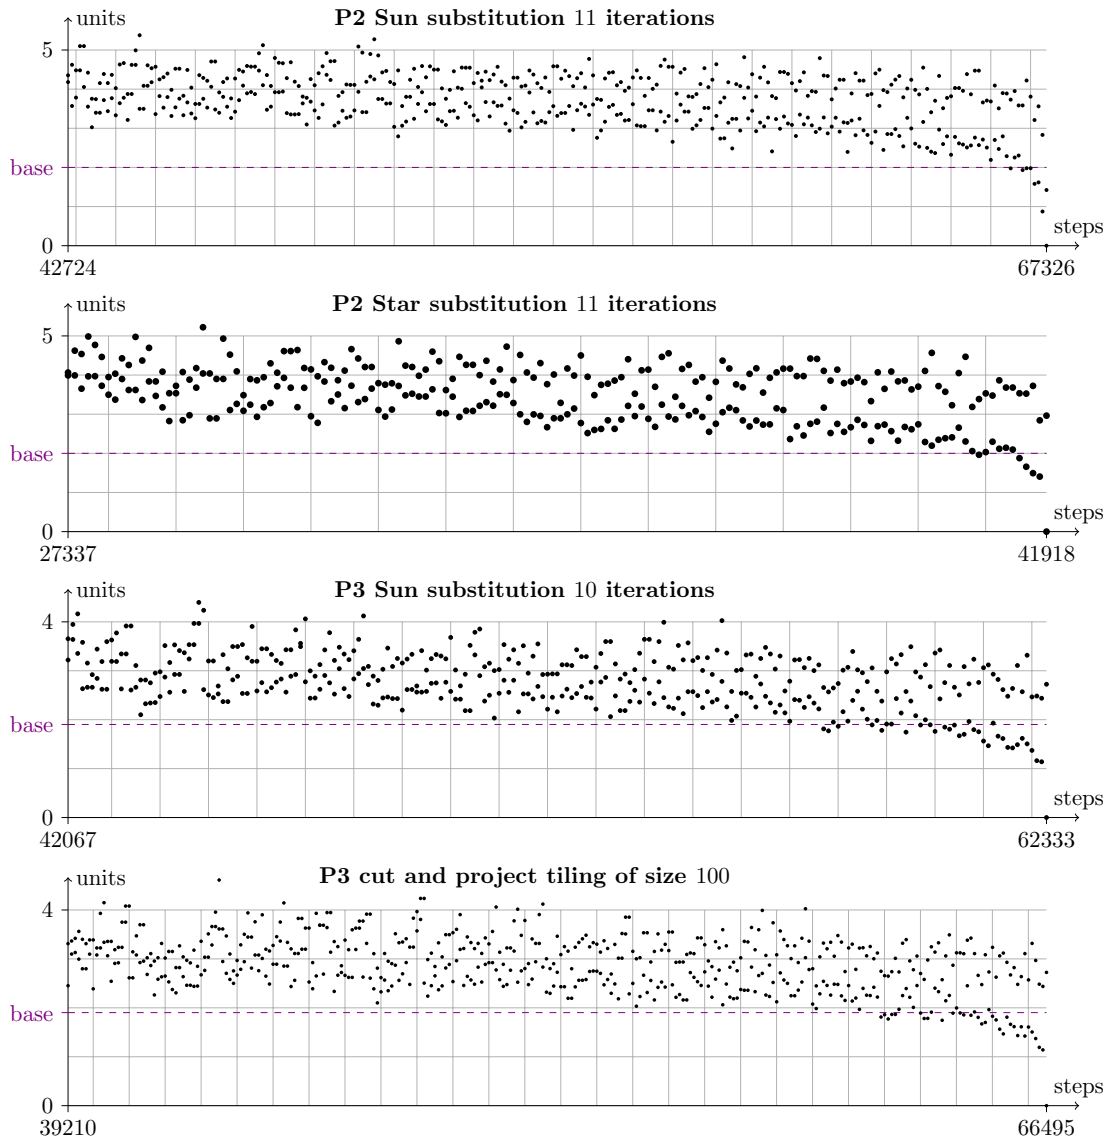 units P2 Sun substitution 11 iterations
5
base
0
steps
42724 67326
units P2 Star substitution 11 iterations
5
base
0
steps
27337 41918
units P3 Sun substitution 10 iterations
4
base
0
steps
42067 62333
units P3 cut and project tiling of size 100
4
base
0
steps
39210 66495